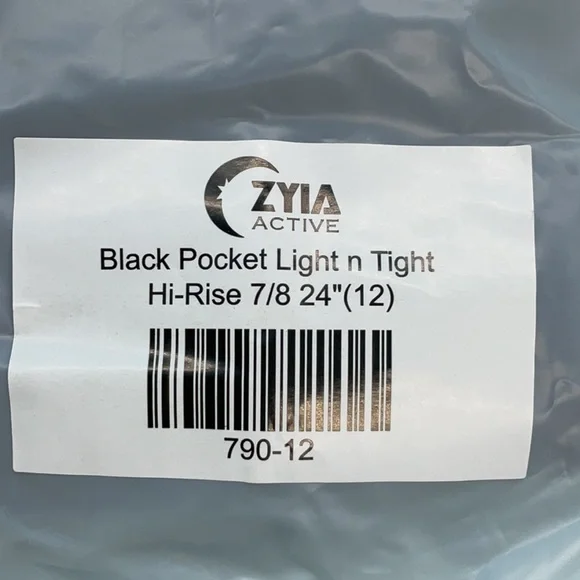 ZYIA
ACTIVE
Black Pocket Light n Tight
Hi-Rise 7/8 24"(12)
790-12